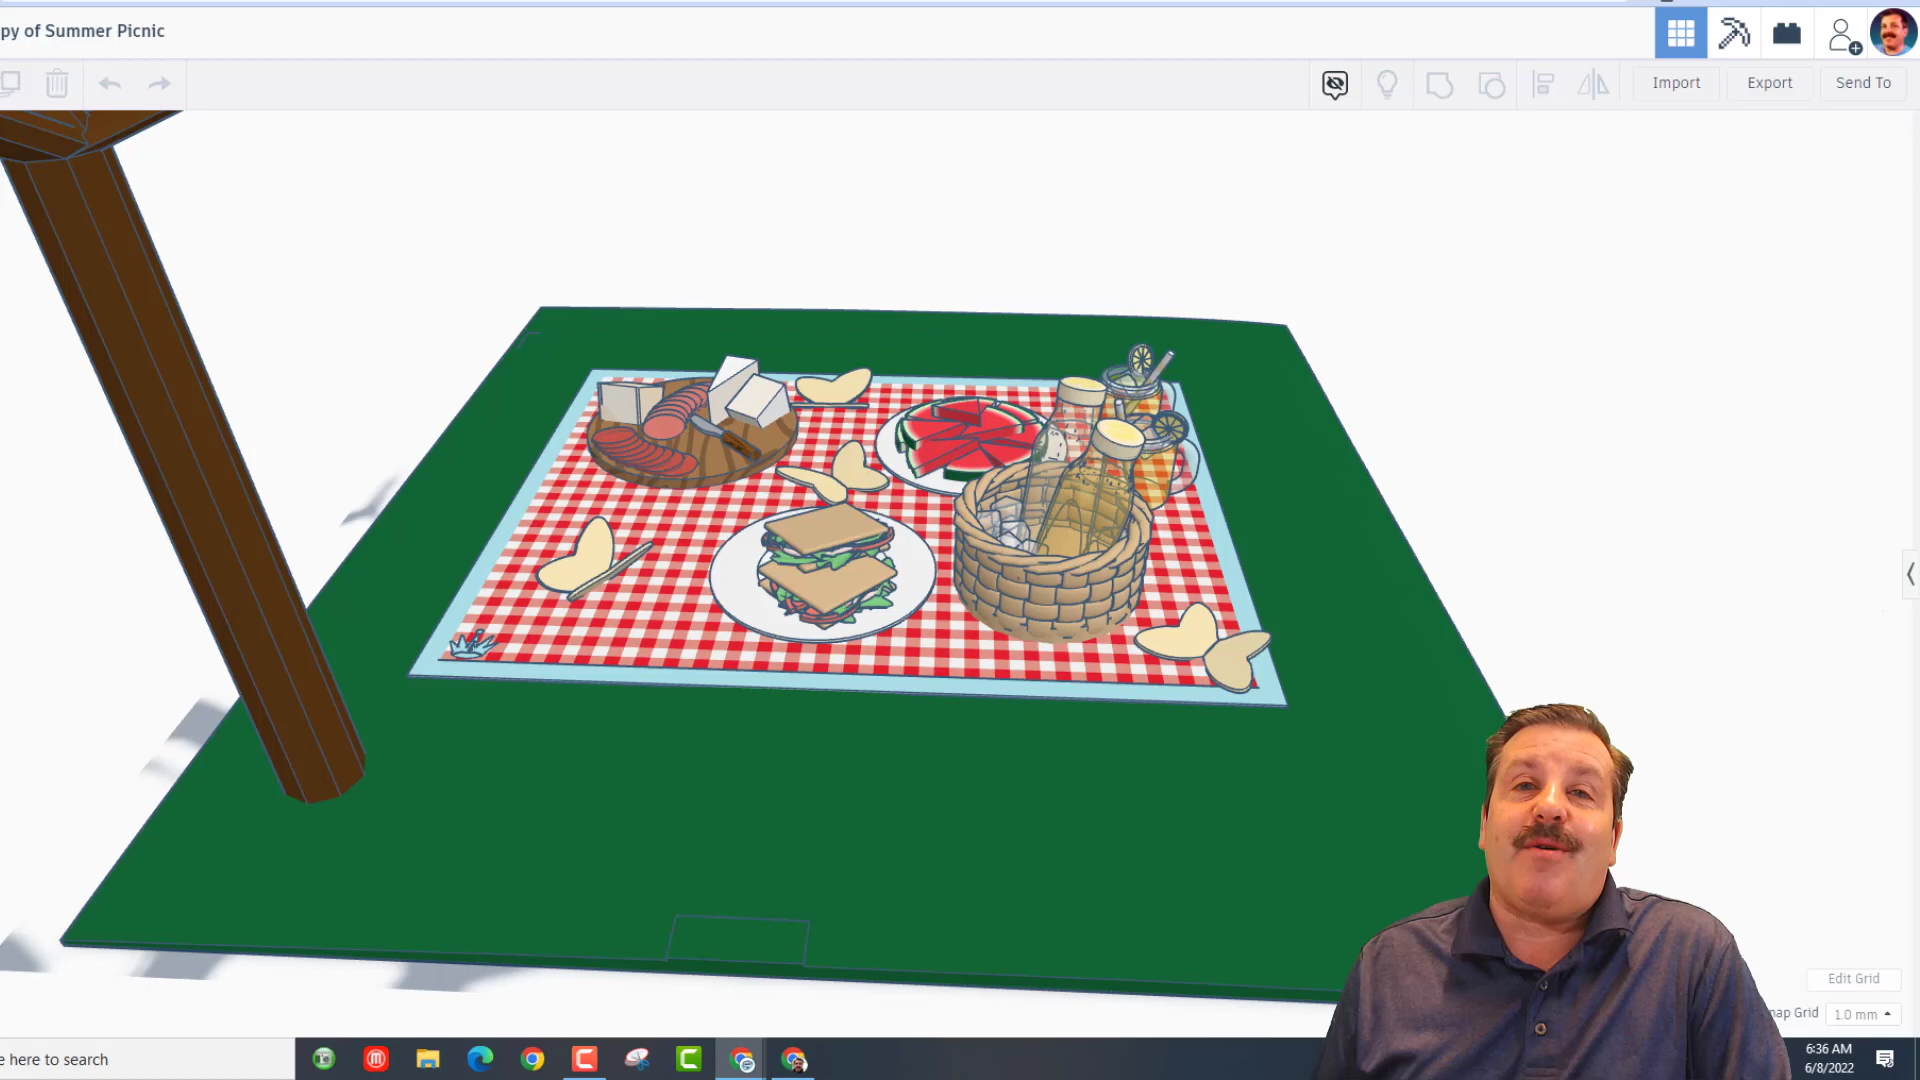 py of Summer Picnic
Import
Export
Send To
Edit Grid
nap Grid
1.0 mm
e here to search
6:36 AM
6/8/2022